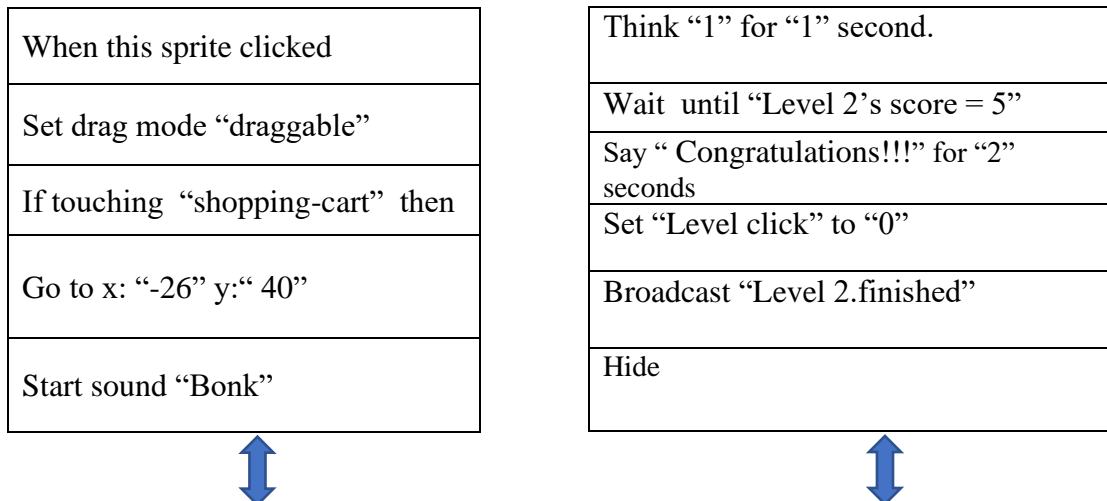 When this sprite clicked
Set drag mode “draggable”
If touching “shopping-cart” then
Go to x: “-26” y:“ 40”
Start sound “Bonk”
Think “1” for “1” second.
Wait until “Level 2’s score = 5”
Say “ Congratulations!!!” for “2”
seconds
Set “Level click” to “0”
Broadcast “Level 2.finished”
Hide